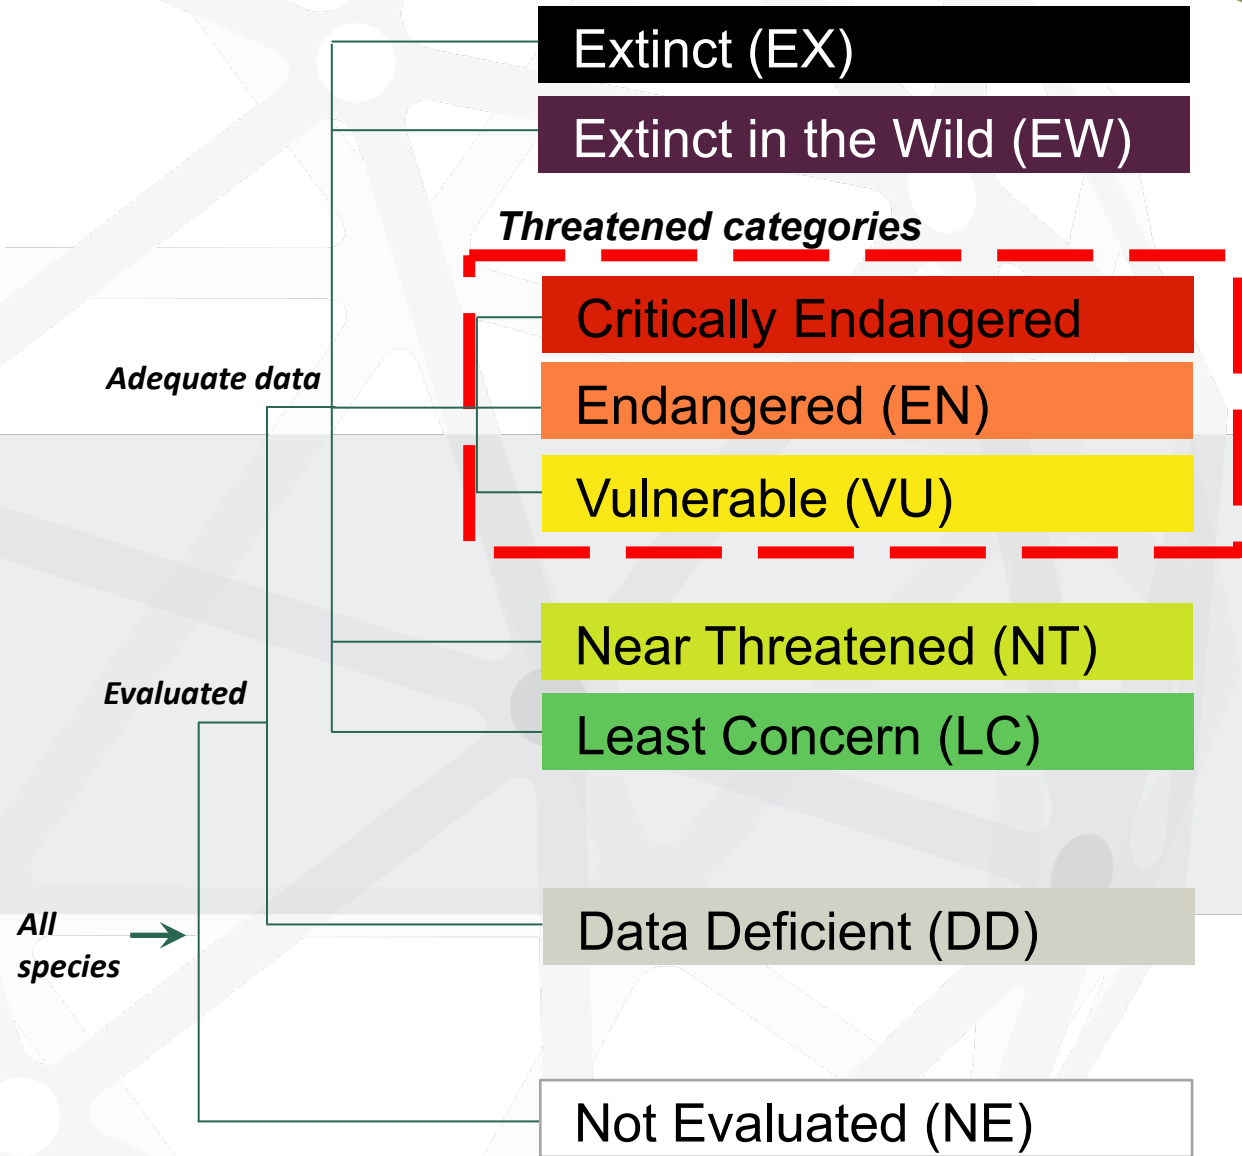 Extinct (EX)
Extinct in the Wild (EW)
Threatened categories
Critically Endangered
Adequate data
Endangered (EN)
Vulnerable (VU)
Near Threatened (NT)
Evaluated
Least Concern (LC)
All
species
Data Deficient (DD)
Not Evaluated (NE)